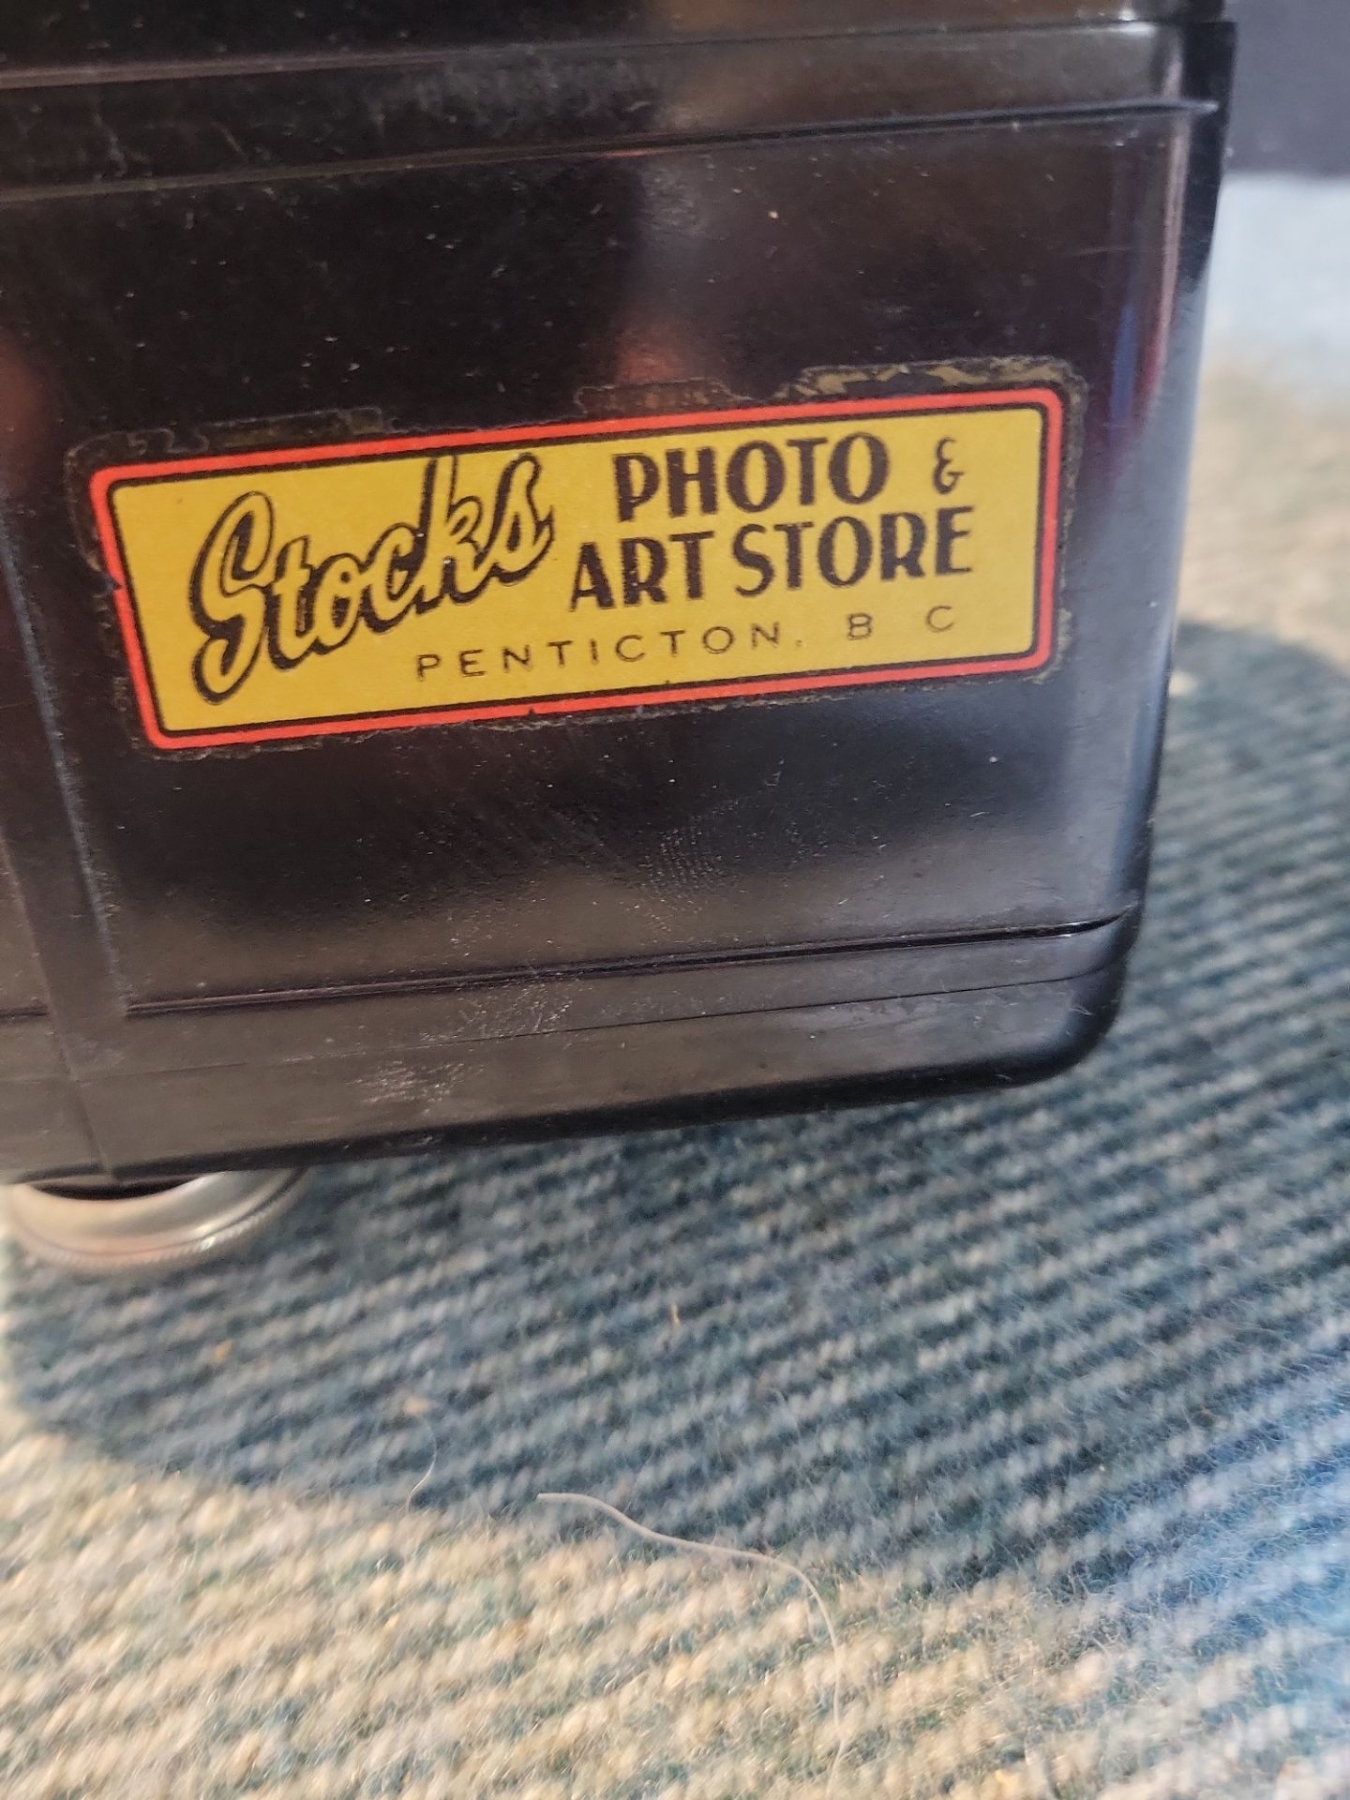 Stocks PHOTO &
ART STORE
PENTICTON, B C